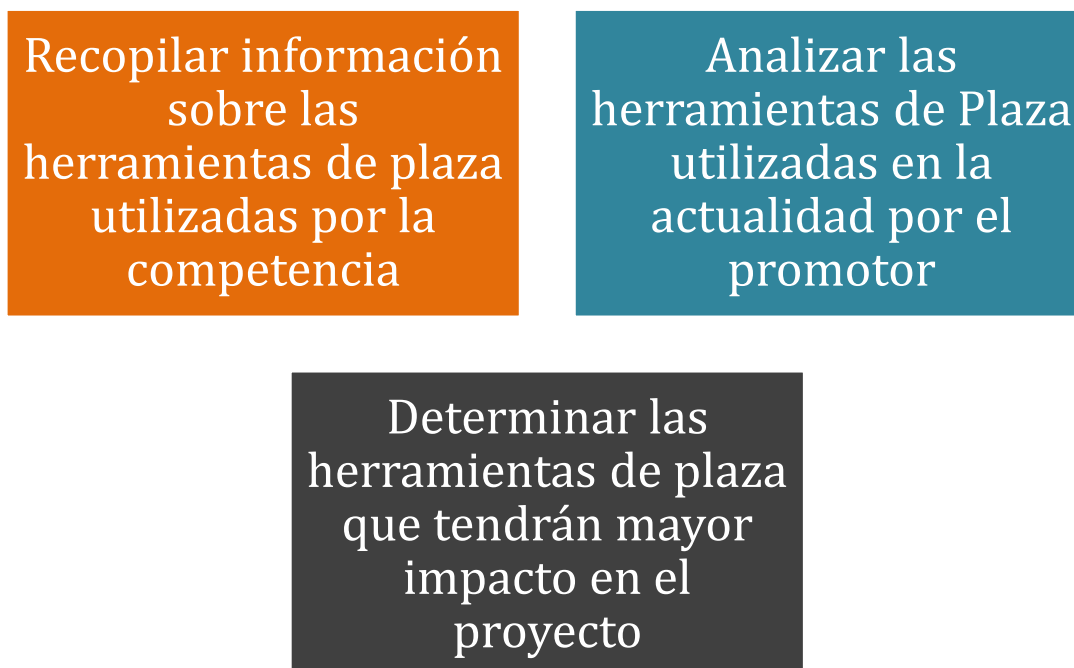 Recopilar información
sobre las
herramientas de plaza
utilizadas por la
competencia
Analizar las
herramientas de Plaza
utilizadas en la
actualidad por el
promotor
Determinar las
herramientas de plaza
que tendrán mayor
impacto en el
proyecto